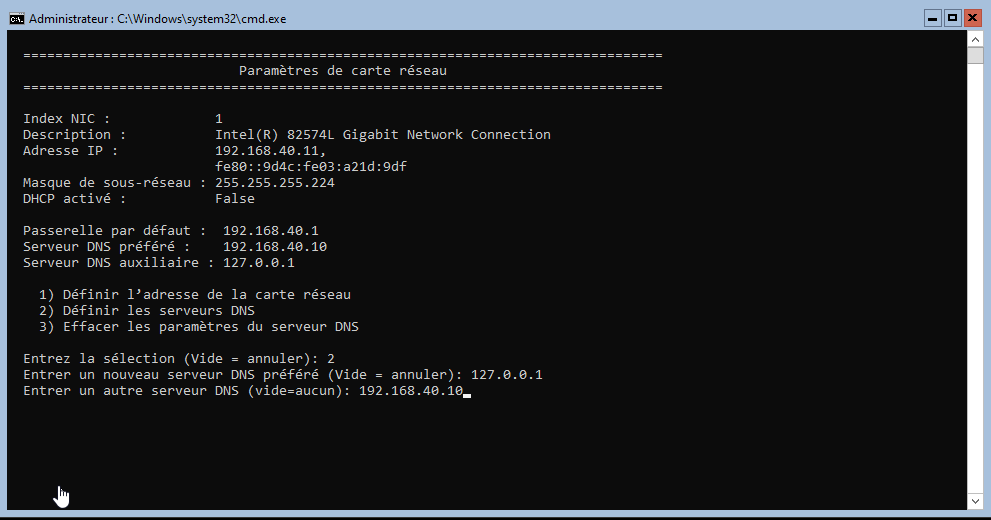 Administrateur : C:\Windows\system32\cmd.exe
================================================================================
Paramètres de carte réseau
================================================================================
Index NIC : 1
Description : Intel(R) 82574L Gigabit Network Connection
Adresse IP : 192.168.40.11,
fe80::9d4c:fe03:a21d:9df
Masque de sous-réseau : 255.255.255.224
DHCP activé : False
Passerelle par défaut : 192.168.40.1
Serveur DNS préféré : 192.168.40.10
Serveur DNS auxiliaire : 127.0.0.1
1) Définir l’adresse de la carte réseau
2) Définir les serveurs DNS
3) Effacer les paramètres du serveur DNS
Entrez la sélection (Vide = annuler): 2
Entrer un nouveau serveur DNS préféré (Vide = annuler): 127.0.0.1
Entrer un autre serveur DNS (vide=aucun): 192.168.40.10